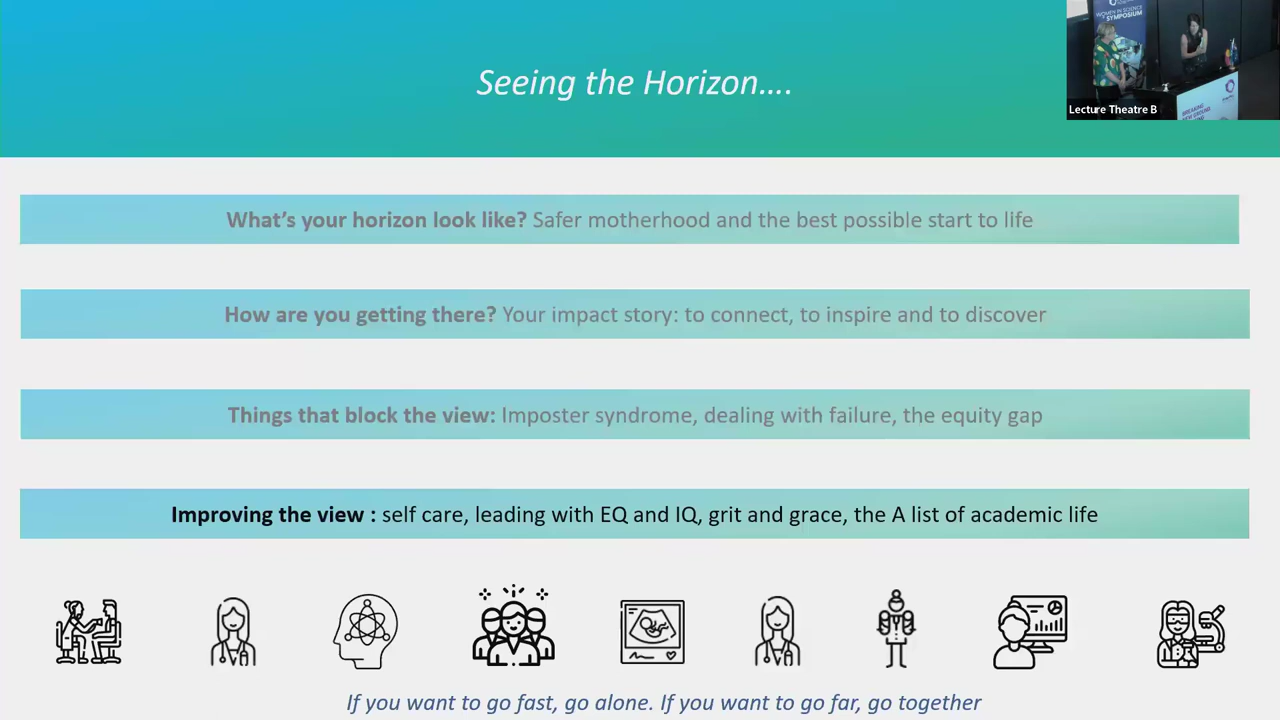 Seeing the Horizon....
WOMEN IN SCIENCE
SYMPOSIUM
Lecture Theatre B
What's your horizon look like? Safer motherhood and the best possible start to life
How are you getting there? Your impact story: to connect, to inspire and to discover
Things that block the view: Imposter syndrome, dealing with failure, the equity gap
Improving the view : self care, leading with EQ and IQ, grit and grace, the A list of academic life
If you want to go fast, go alone. If you want to go far, go together